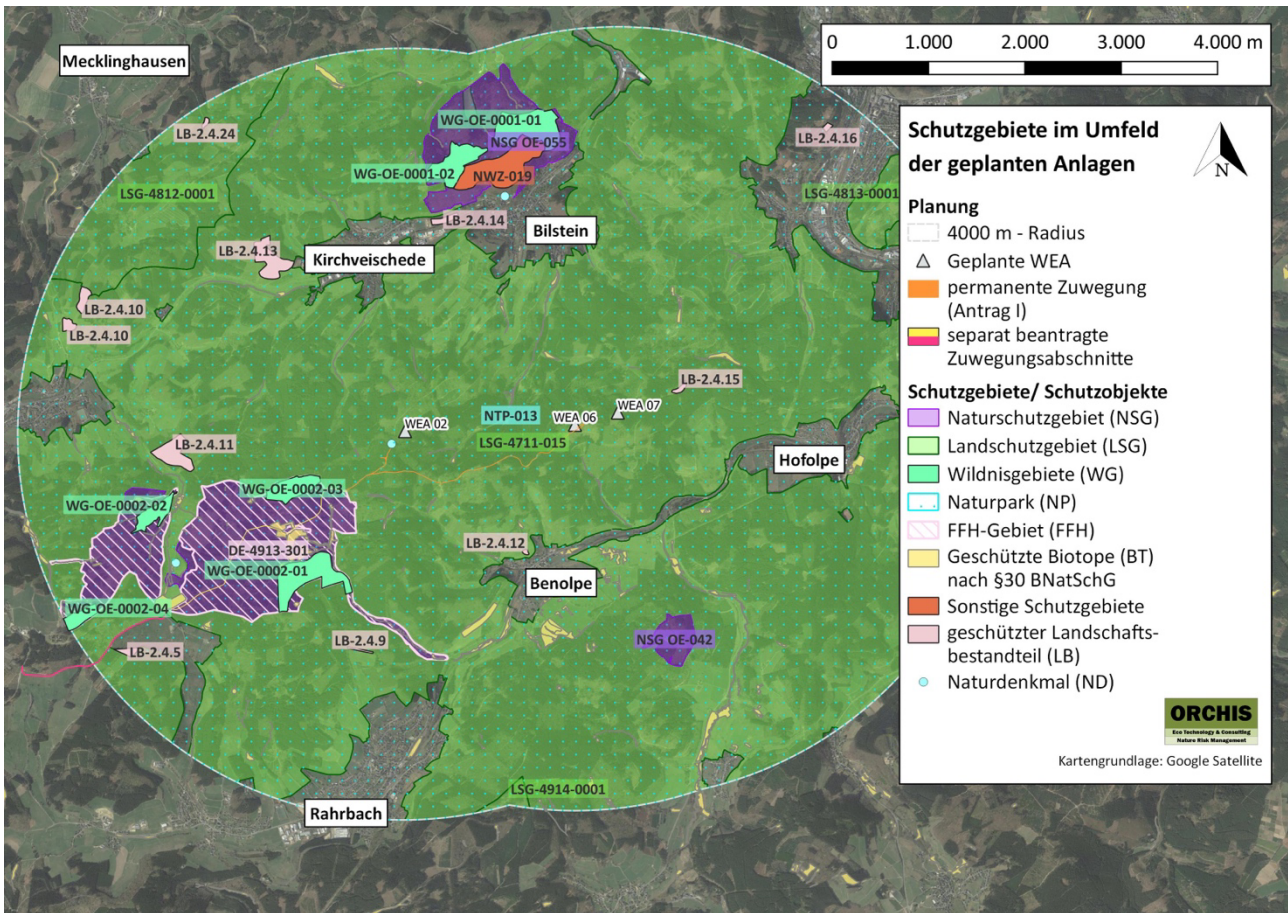 Mecklinghausen
0 1.000 2.000 3.000 4.000 m
Schutzgebiete im Umfeld
der geplanten Anlagen
N
Planung
4000 m - Radius
Geplante WEA
permanente Zuwegung
(Antrag I)
separat beantragte
Zuwegungsabschnitte
Schutzgebiete/ Schutzobjekte
Naturschutzgebiet (NSG)
Landschutzgebiet (LSG)
Wildnisgebiete (WG)
Naturpark (NP)
FFH-Gebiet (FFH)
Geschützte Biotope (BT)
nach §30 BNatSchG
Sonstige Schutzgebiete
geschützter Landschafts-
bestandteil (LB)
Naturdenkmal (ND)
ORCHIS
Eco Technology & Consulting
Nature Risk Management
Kartengrundlage: Google Satellite
WG-OE-0001-01
LB-2.4.24
LB-2.4.16
NSG OE-055
WG-OE-0001-02
NWZ-019
LSG-4812-0001
LSG-4813-0001
LB-2.4.14
Bilstein
LB-2.4.13
Kirchveischede
LB-2.4.10
LB-2.4.10
LB-2.4.15
WEA 02
NTP-013
WEA 06
WEA 07
LSG-4711-015
LB-2.4.11
Hofolpe
WG-OE-0002-03
WG-OE-0002-02
LB-2.4.12
DE-4913-301
WG-OE-0002-01
Benolpe
WG-OE-0002-04
NSG OE-042
LB-2.4.9
LB-2.4.5
LSG-4914-0001
Rahrbach